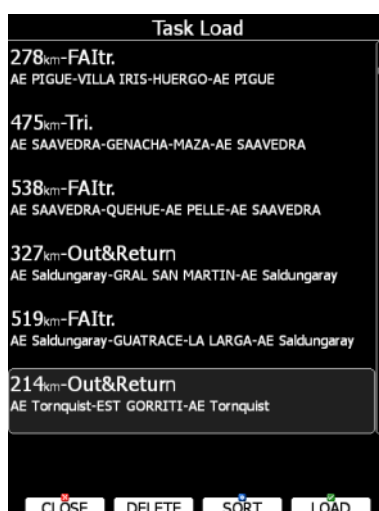 Task Load
278km-FAItr.
AE PIGUE-VILLA IRIS-HUERGO-AE PIGUE
475km-Tri.
AE SAAVEDRA-GENACHA-MAZA-AE SAAVEDRA
538km-FAItr.
AE SAAVEDRA-QUEHUE-AE PELLE-AE SAAVEDRA
327km-Out&Return
AE Saldungaray-GRAL SAN MARTIN-AE Saldungaray
519km-FAItr.
AE Saldungaray-GUATRACE-LA LARGA-AE Saldungaray
214km-Out&Return
AE Tornquist-EST GORRITI-AE Tornquist
CLOSE DELETE SORT LOAD